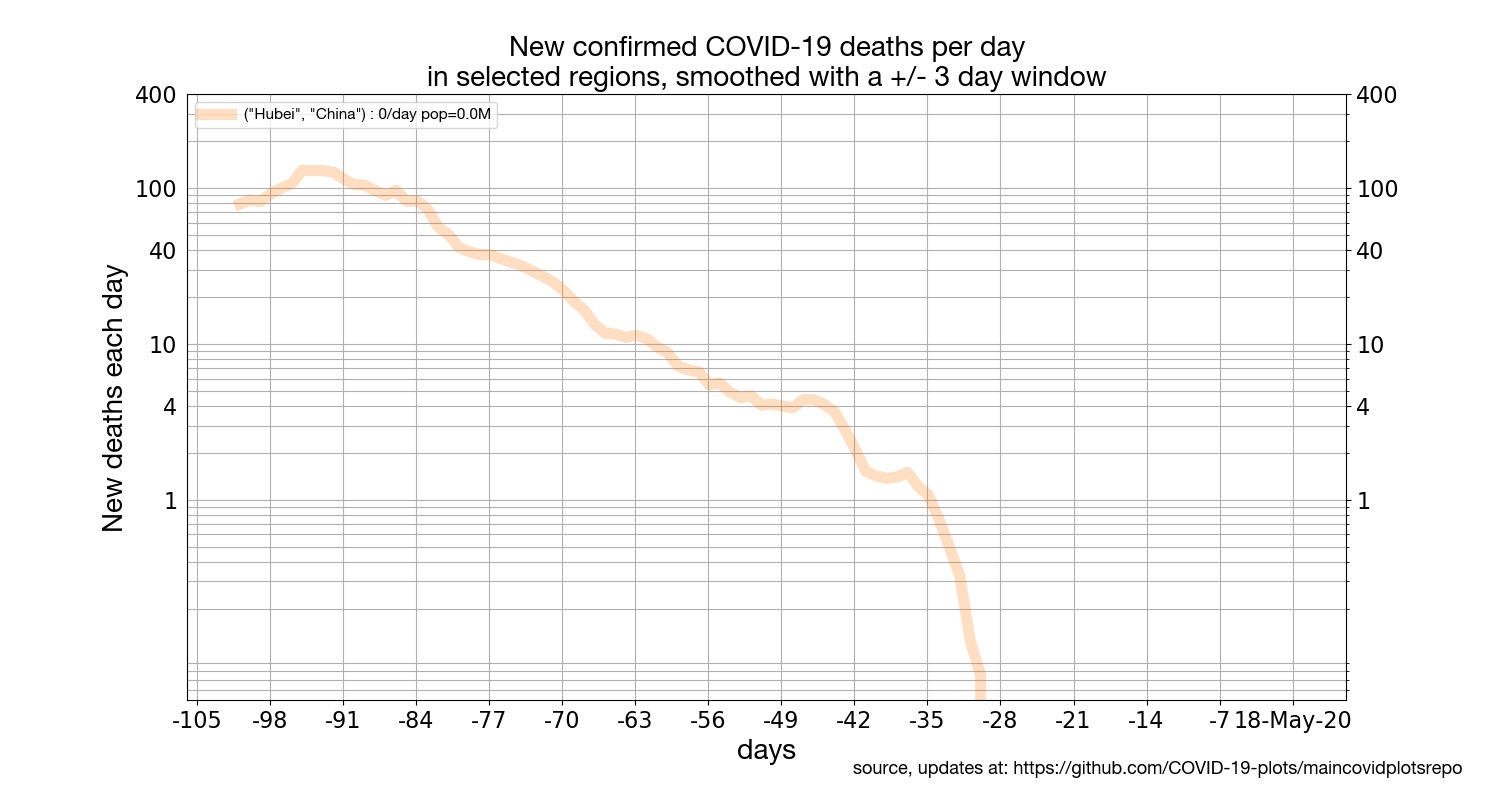 New confirmed COVID-19 deaths per day
in selected regions, smoothed with a +/- 3 day window
("Hubei", "China") : 0/day pop=0.0M
New deaths each day
400
100
40
10
4
1
400
100
40
10
4
1
-105 -98 -91 -84 -77 -70 -63 -56 -49 -42 -35 -28 -21 -14 -7 18-May-20
days
source, updates at: https://github.com/COVID-19-plots/maincovidplotsrepo